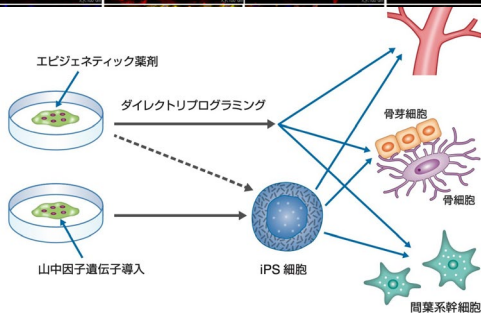 エピジェネティック薬剤
ダイレクトリプログラミング
骨芽細胞
骨細胞
山中因子遺伝子導入
iPS 細胞
間葉系幹細胞